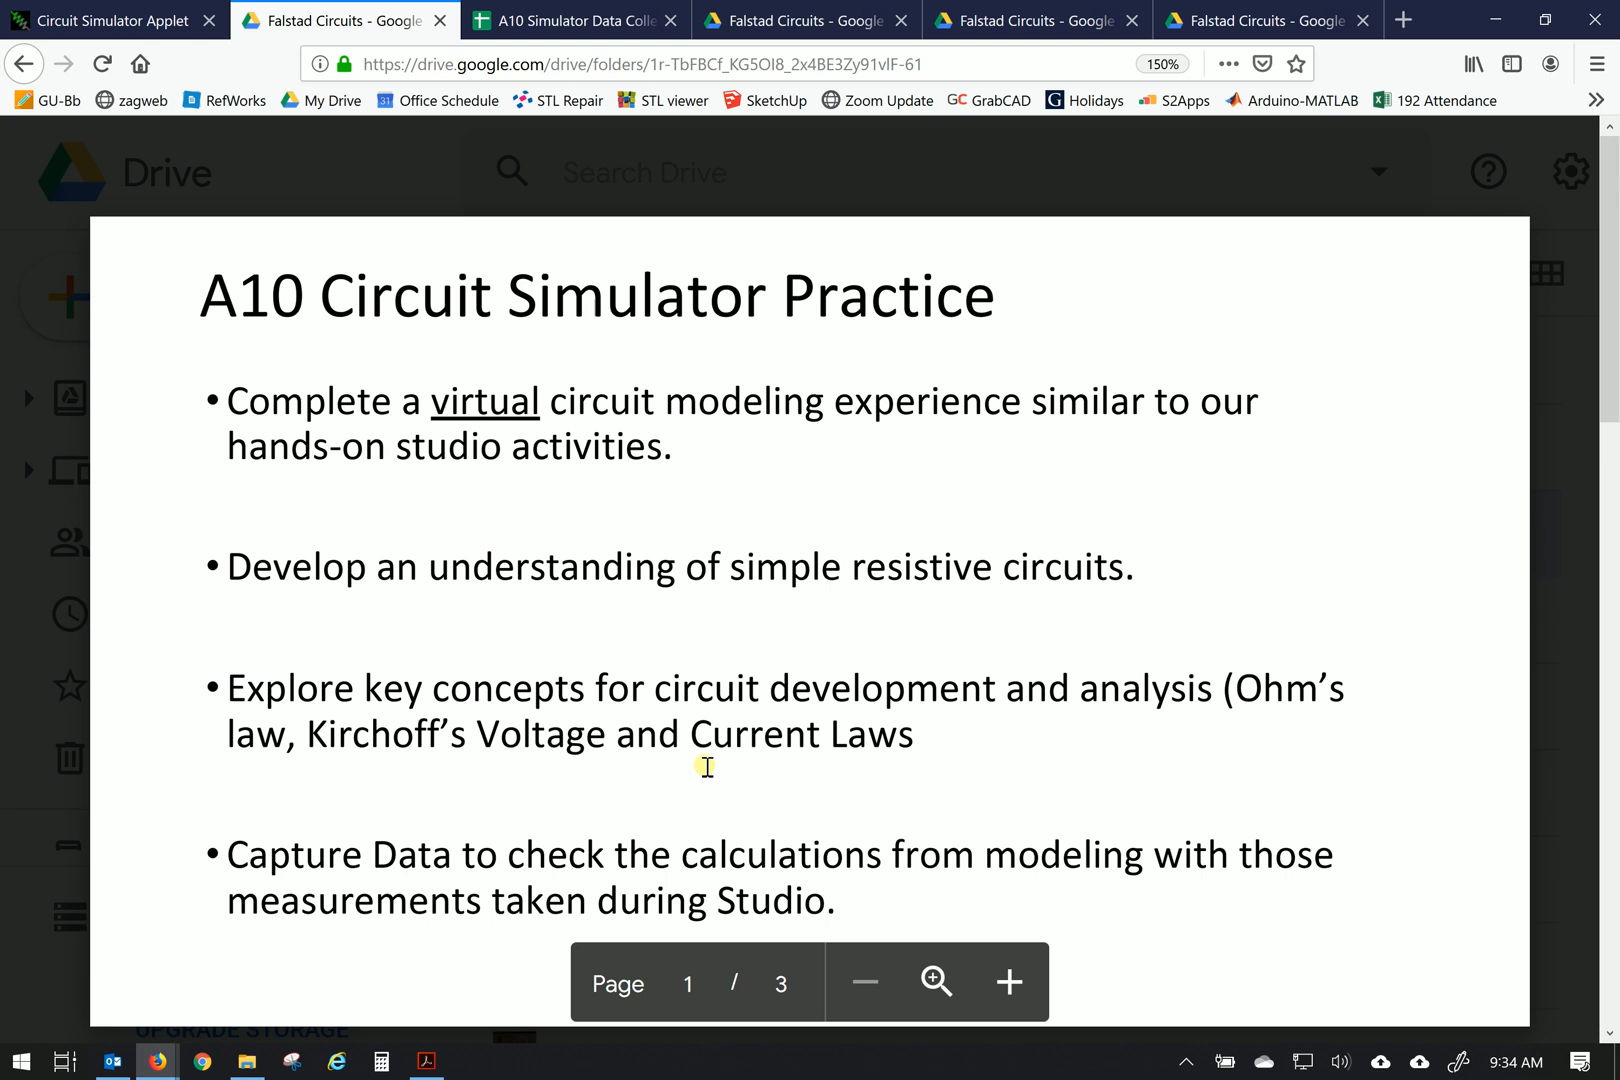 Circuit Simulator Applet
Falstad Circuits - Google
A10 Simulator Data Colle
Falstad Circuits - Google
Falstad Circuits - Google
Falstad Circuits - Google
https://drive.google.com/drive/folders/1r-TbFBCf_KG5OI8_2x4BE3Zy91vlF-61
150%
GU-Bb
zagweb
RefWorks
My Drive
31 Office Schedule
STL Repair
STL viewer
SketchUp
Zoom Update
GC GrabCAD
G Holidays
S2Apps
Arduino-MATLAB
192 Attendance
Drive
Search Drive
A10 Circuit Simulator Practice
• Complete a virtual circuit modeling experience similar to our
hands-on studio activities.
• Develop an understanding of simple resistive circuits.
• Explore key concepts for circuit development and analysis (Ohm’s
law, Kirchoff’s Voltage and Current Laws
• Capture Data to check the calculations from modeling with those
measurements taken during Studio.
Page 1 / 3
UPGRADE STORAGE
9:34 AM